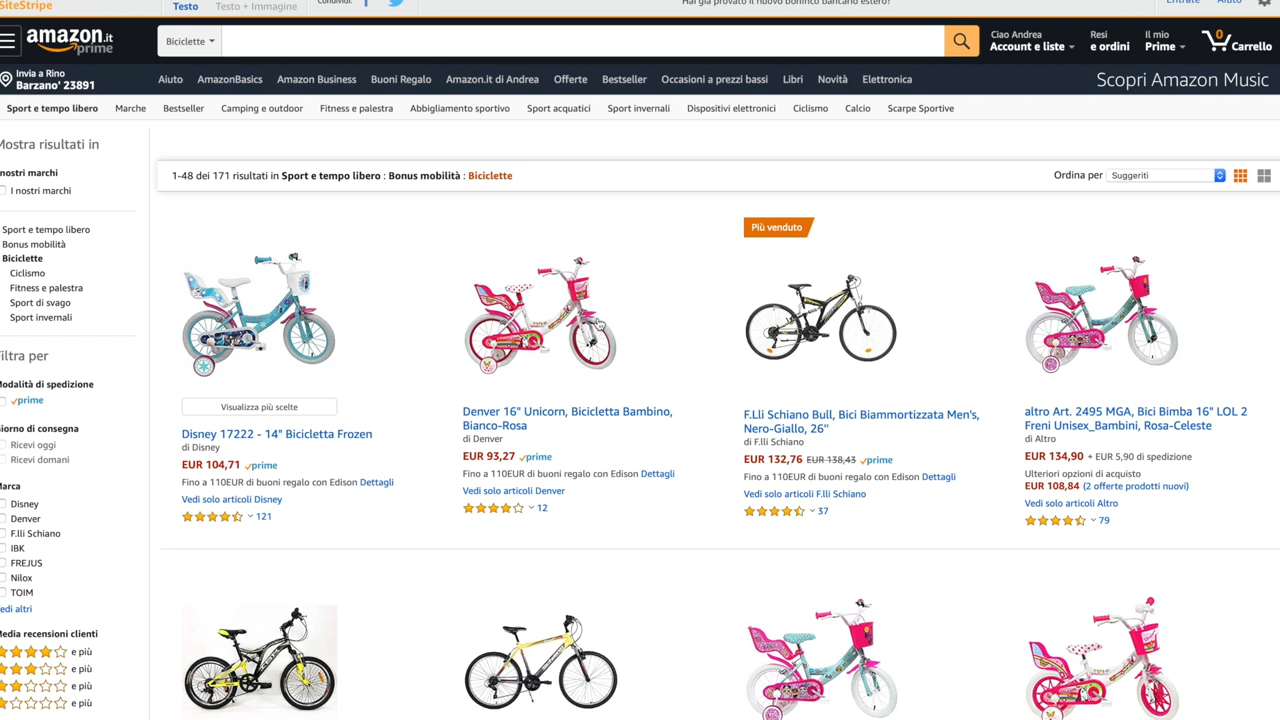 SiteStripe
Testo
Testo + Immagine
Condividi:
Hai già provato il nuovo bonifico bancario estero?
Entrate
Aiuto
amazon.it
prime
Biciclette
Ciao Andrea
Account e liste
Resi
e ordini
Il mio
Prime
0
Carrello
Invia a Rino
Barzano' 23891
Aiuto AmazonBasics Amazon Business Buoni Regalo Amazon.it di Andrea Offerte Bestseller Occasioni a prezzi bassi Libri Novità Elettronica
Scopri Amazon Music
Sport e tempo libero Marche Bestseller Camping e outdoor Fitness e palestra Abbigliamento sportivo Sport acquatici Sport invernali Dispositivi elettronici Ciclismo Calcio Scarpe Sportive
Mostra risultati in
nostri marchi
I nostri marchi
Sport e tempo libero
Bonus mobilità
Biciclette
Ciclismo
Fitness e palestra
Sport di svago
Sport invernali
Filtra per
Modalità di spedizione
prime
Giorno di consegna
Ricevi oggi
Ricevi domani
Marca
Disney
Denver
F.lli Schiano
IBK
FREJUS
Nilox
TOIM
edi altri
Media recensioni clienti
e più
e più
e più
e più
1-48 dei 171 risultati in Sport e tempo libero : Bonus mobilità : Biciclette
Ordina per
Suggeriti
Visualizza più scelte
Disney 17222 - 14" Bicicletta Frozen
di Disney
EUR 104,71 prime
Fino a 110EUR di buoni regalo con Edison Dettagli
Vedi solo articoli Disney
121
Denver 16" Unicorn, Bicicletta Bambino,
Bianco-Rosa
di Denver
EUR 93,27 prime
Fino a 110EUR di buoni regalo con Edison Dettagli
Vedi solo articoli Denver
12
Più venduto
F.Lli Schiano Bull, Bici Biammortizzata Men's,
Nero-Giallo, 26''
di F.lli Schiano
EUR 132,76 EUR 138,43 prime
Fino a 110EUR di buoni regalo con Edison Dettagli
Vedi solo articoli F.lli Schiano
37
altro Art. 2495 MGA, Bici Bimba 16" LOL 2
Freni Unisex_Bambini, Rosa-Celeste
di Altro
EUR 134,90 + EUR 5,90 di spedizione
Ulteriori opzioni di acquisto
EUR 108,84 (2 offerte prodotti nuovi)
Vedi solo articoli Altro
79